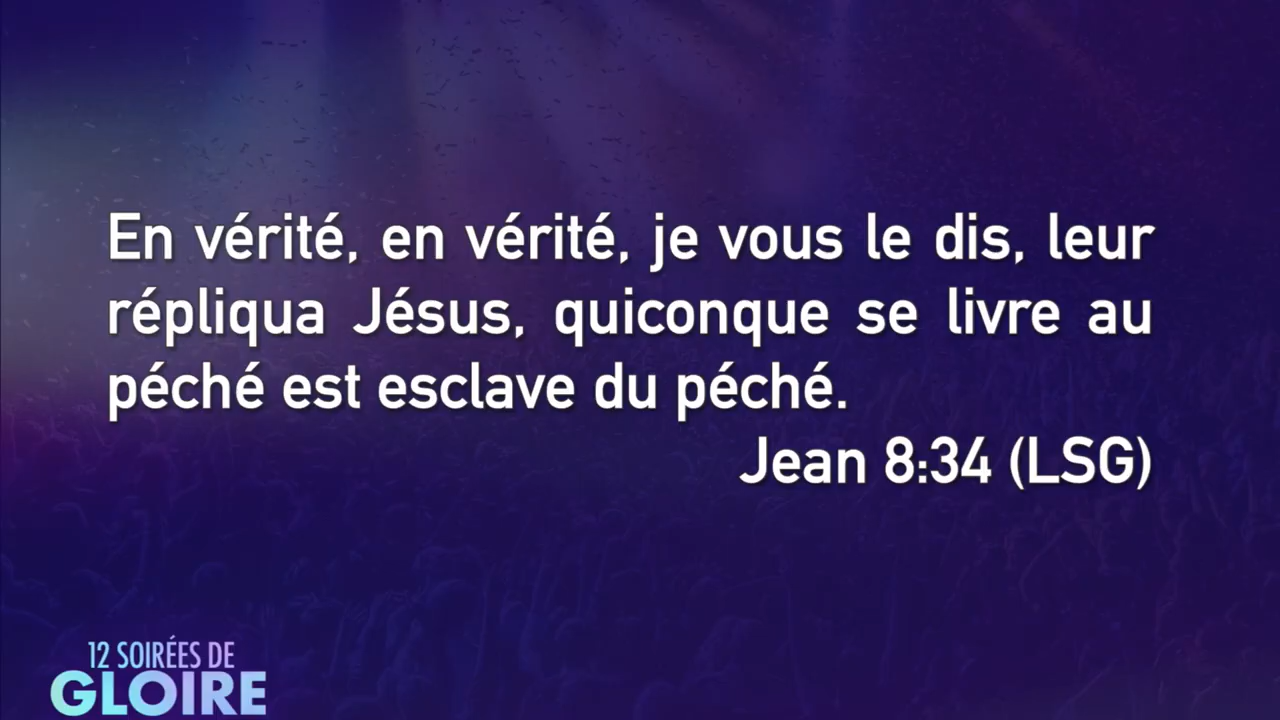 En vérité, en vérité, je vous le dis, leur
répliqua Jésus, quiconque se livre au
péché est esclave du péché.
Jean 8:34 (LSG)
12 SOIRÉES DE
GLOIRE